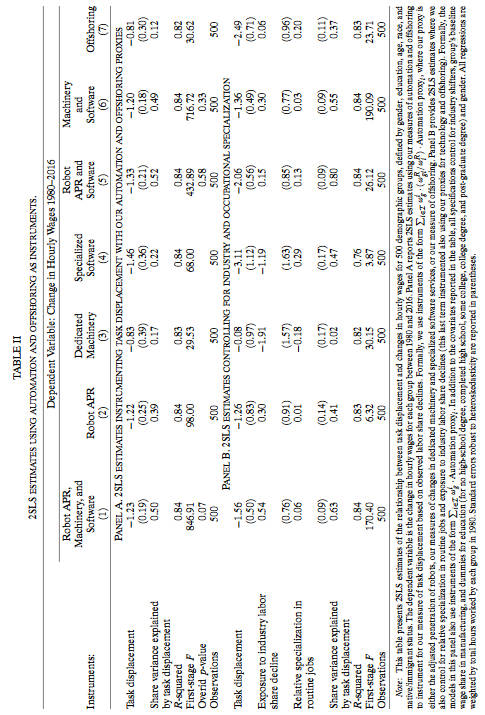 TABLE II
2SLS ESTIMATES USING AUTOMATION AND OFFSHORING AS INSTRUMENTS.
Dependent Variable: Change in Hourly Wages 1980–2016
Instruments: Robot APR, Machinery, and Software (1) Robot APR (2) Dedicated Machinery (3) Specialized Software (4) Robot APR and Software (5) Machinery and Software (6) Offshoring (7)
PANEL A. 2SLS ESTIMATES INSTRUMENTING TASK DISPLACEMENT WITH OUR AUTOMATION AND OFFSHORING PROXIES
Task displacement −1.23 −1.22 −0.83 −1.46 −1.33 −1.20 −0.81
(0.19) (0.25) (0.39) (0.36) (0.21) (0.18) (0.30)
Share variance explained 0.50 0.39 0.17 0.22 0.52 0.49 0.12
by task displacement
R-squared 0.84 0.84 0.83 0.84 0.84 0.84 0.82
First-stage F 846.91 98.00 29.53 68.00 432.89 716.72 30.62
Overid p-value 0.07 0.58 0.33
Observations 500 500 500 500 500 500 500
PANEL B. 2SLS ESTIMATES CONTROLLING FOR INDUSTRY AND OCCUPATIONAL SPECIALIZATION
Task displacement −1.56 −1.26 −0.08 −3.11 −2.06 −1.36 −2.49
(0.50) (0.83) (0.97) (1.12) (0.56) (0.49) (0.71)
Exposure to industry labor 0.54 0.30 −1.91 −1.19 0.15 0.30 0.06
share decline
(0.76) (0.91) (1.57) (1.63) (0.85) (0.77) (0.96)
Relative specialization in 0.06 0.01 −0.18 0.29 0.13 0.03 0.20
routine jobs
(0.09) (0.14) (0.17) (0.17) (0.09) (0.09) (0.11)
Share variance explained 0.63 0.41 0.02 0.47 0.80 0.55 0.37
by task displacement
R-squared 0.84 0.83 0.82 0.76 0.84 0.84 0.83
First-stage F 170.40 6.32 30.15 3.87 26.12 190.09 23.71
Observations 500 500 500 500 500 500 500
Note: This table presents 2SLS estimates of the relationship between task displacement and changes in hourly wages for 500 demographic groups, defined by gender, education, age, race, and
native/immigrant status. The dependent variable is the change in hourly wages for each group between 1980 and 2016. Panel A reports 2SLS estimates using our measures of automation and offshoring
to instrument for our measure of task displacement based on observed labor share declines. Formally, we use instruments of the form ∑i∈I ωgi · (ωgiR/ωiR) · Automation proxyi, where our proxy is
either the adjusted penetration of robots, our measures of changes in dedicated machinery and specialized software services, or our measure of offshoring. Panel B provides 2SLS estimates where we
also control for relative specialization in routine jobs and exposure to industry labor share declines (this last term instrumented also using our proxies for technology and offshoring). Formally, the
models in this panel also use instruments of the form ∑i∈I ωgi · Automation proxyi. In addition to the covariates reported in the table, all specifications control for industry shifters, group's baseline
wage share in manufacturing, and dummies for education (for no high-school degree, completed high school, some college, college degree, and post-graduate degree) and gender. All regressions are
weighted by total hours worked by each group in 1980. Standard errors robust to heteroskedasticity are reported in parentheses.